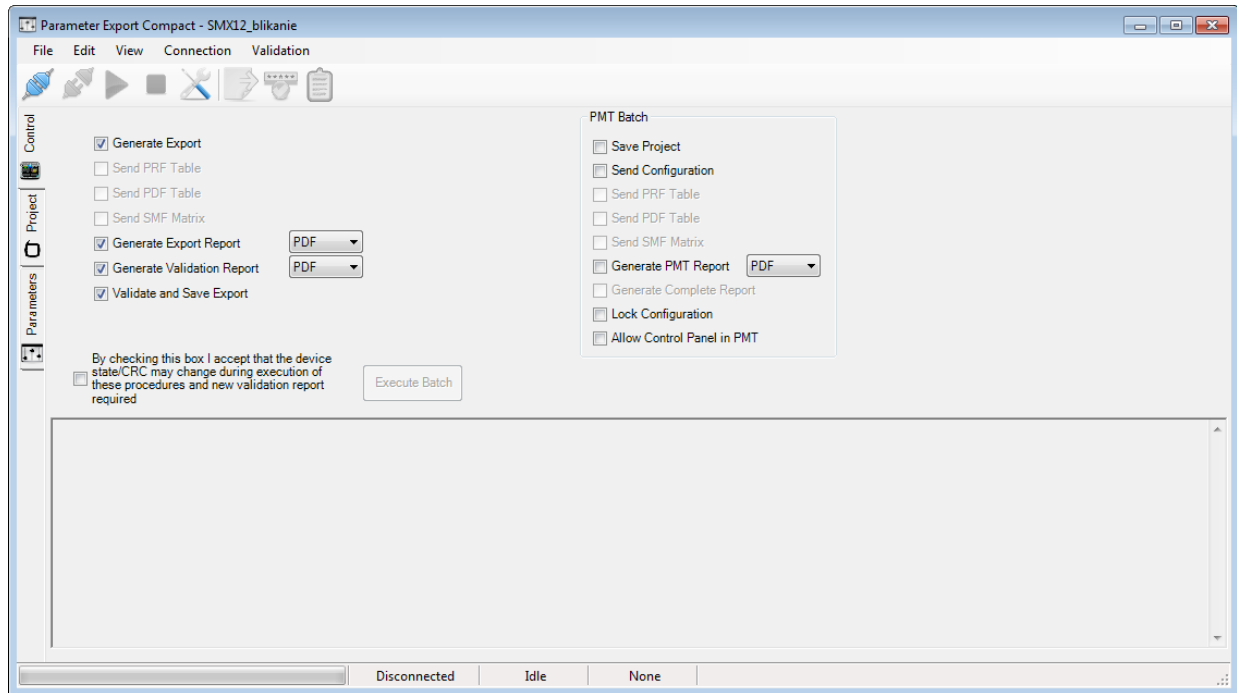 Parameter Export Compact - SMX12_blikanie
File Edit View Connection Validation
Control
Project
Parameters
Generate Export
Send PRF Table
Send PDF Table
Send SMF Matrix
Generate Export Report PDF
Generate Validation Report PDF
Validate and Save Export
By checking this box I accept that the device
state/CRC may change during execution of
these procedures and new validation report
required
Execute Batch
PMT Batch
Save Project
Send Configuration
Send PRF Table
Send PDF Table
Send SMF Matrix
Generate PMT Report PDF
Generate Complete Report
Lock Configuration
Allow Control Panel in PMT
Disconnected Idle None